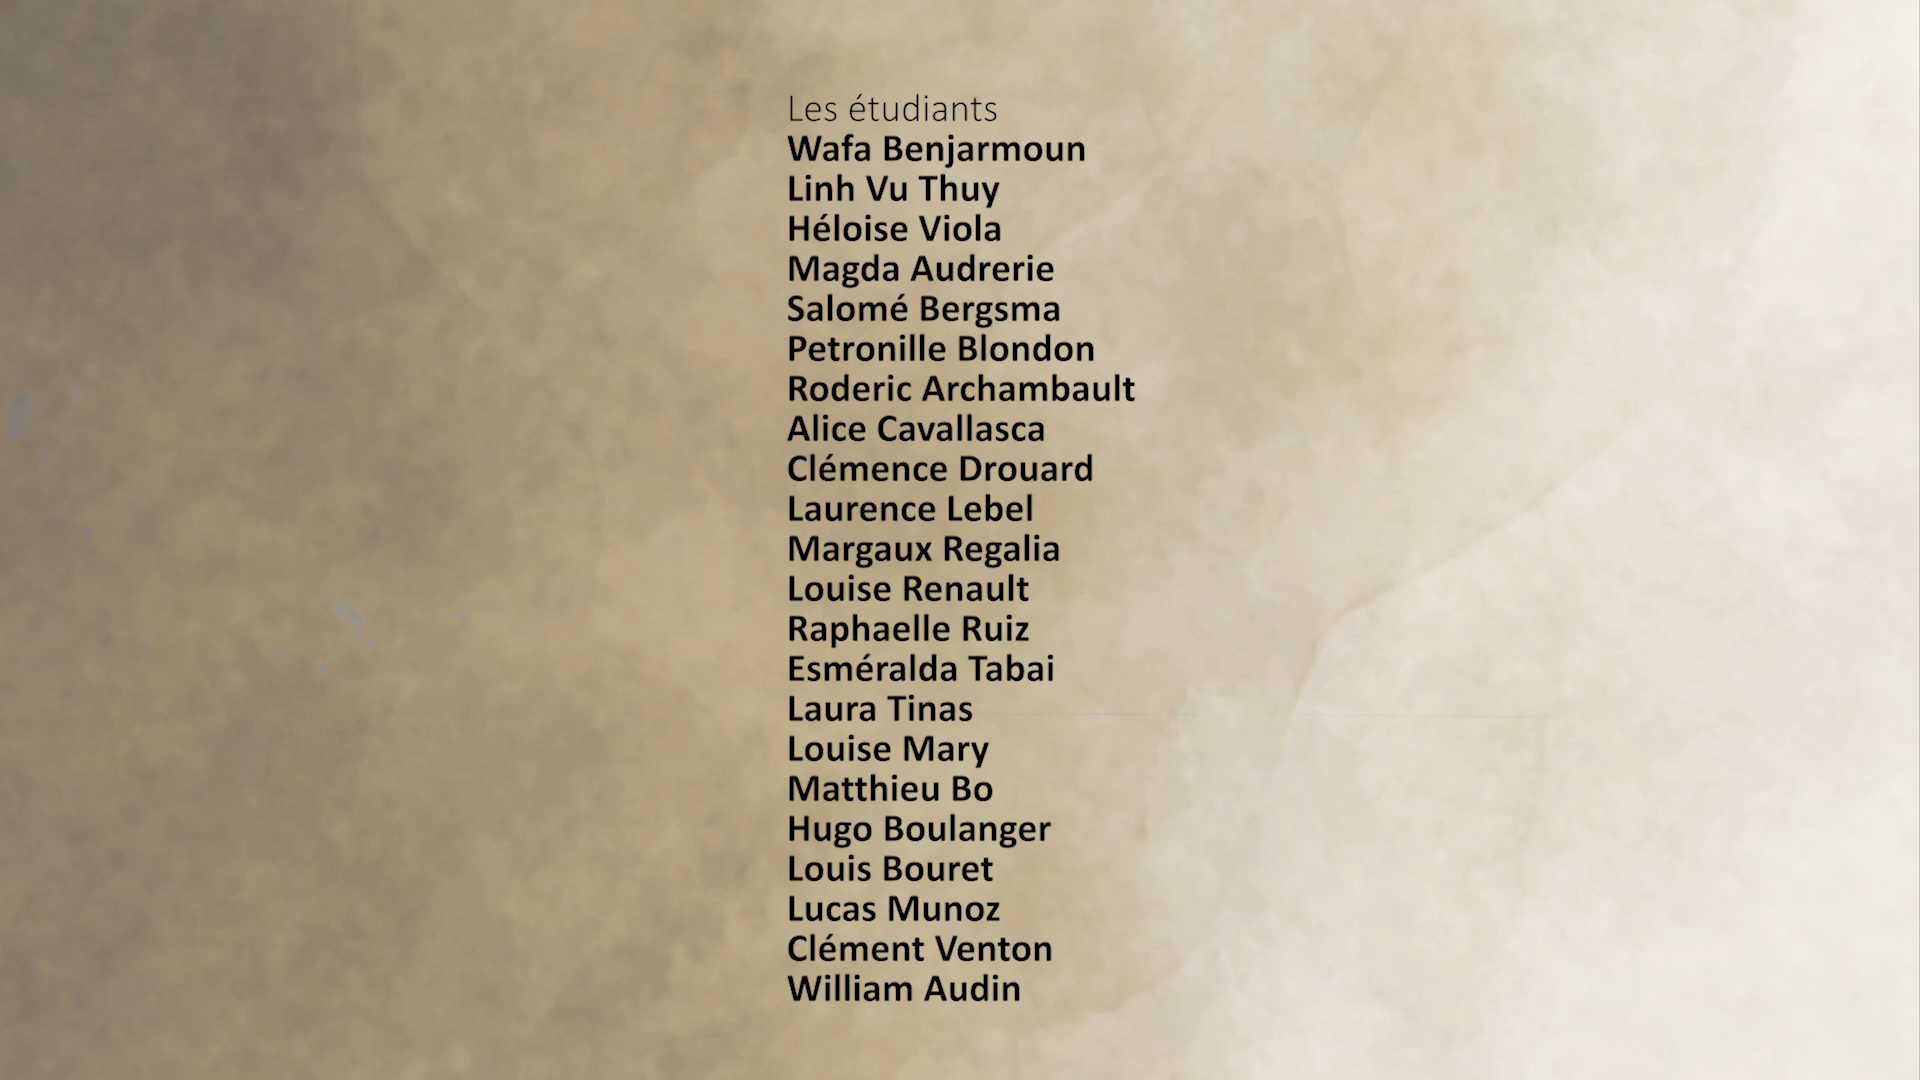 Les étudiants
Wafa Benjarmoun
Linh Vu Thuy
Héloise Viola
Magda Audrerie
Salomé Bergsma
Petronille Blondon
Roderic Archambault
Alice Cavallasca
Clémence Drouard
Laurence Lebel
Margaux Regalia
Louise Renault
Raphaelle Ruiz
Esméralda Tabai
Laura Tinas
Louise Mary
Matthieu Bo
Hugo Boulanger
Louis Bouret
Lucas Munoz
Clément Venton
William Audin